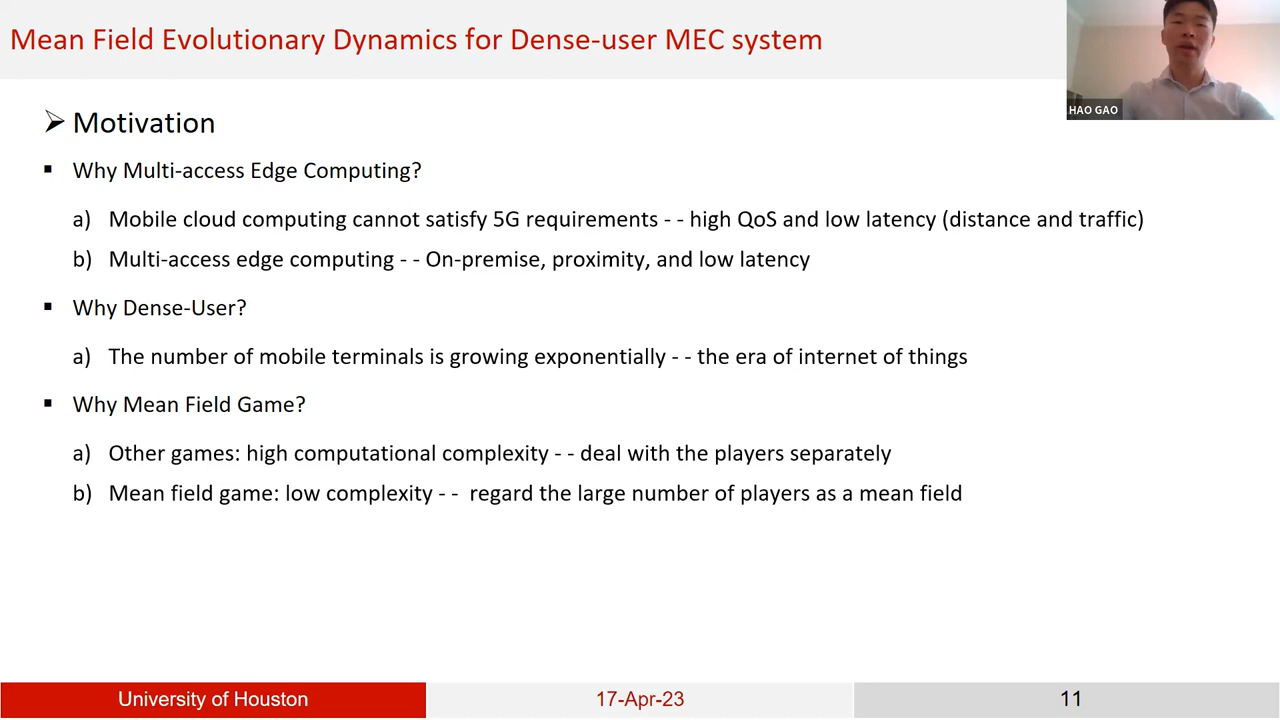 Mean Field Evolutionary Dynamics for Dense-user MEC system
HAO GAO
➢ Motivation
▪ Why Multi-access Edge Computing?
a) Mobile cloud computing cannot satisfy 5G requirements - - high QoS and low latency (distance and traffic)
b) Multi-access edge computing - - On-premise, proximity, and low latency
▪ Why Dense-User?
a) The number of mobile terminals is growing exponentially - - the era of internet of things
▪ Why Mean Field Game?
a) Other games: high computational complexity - - deal with the players separately
b) Mean field game: low complexity - - regard the large number of players as a mean field
University of Houston
17-Apr-23
11